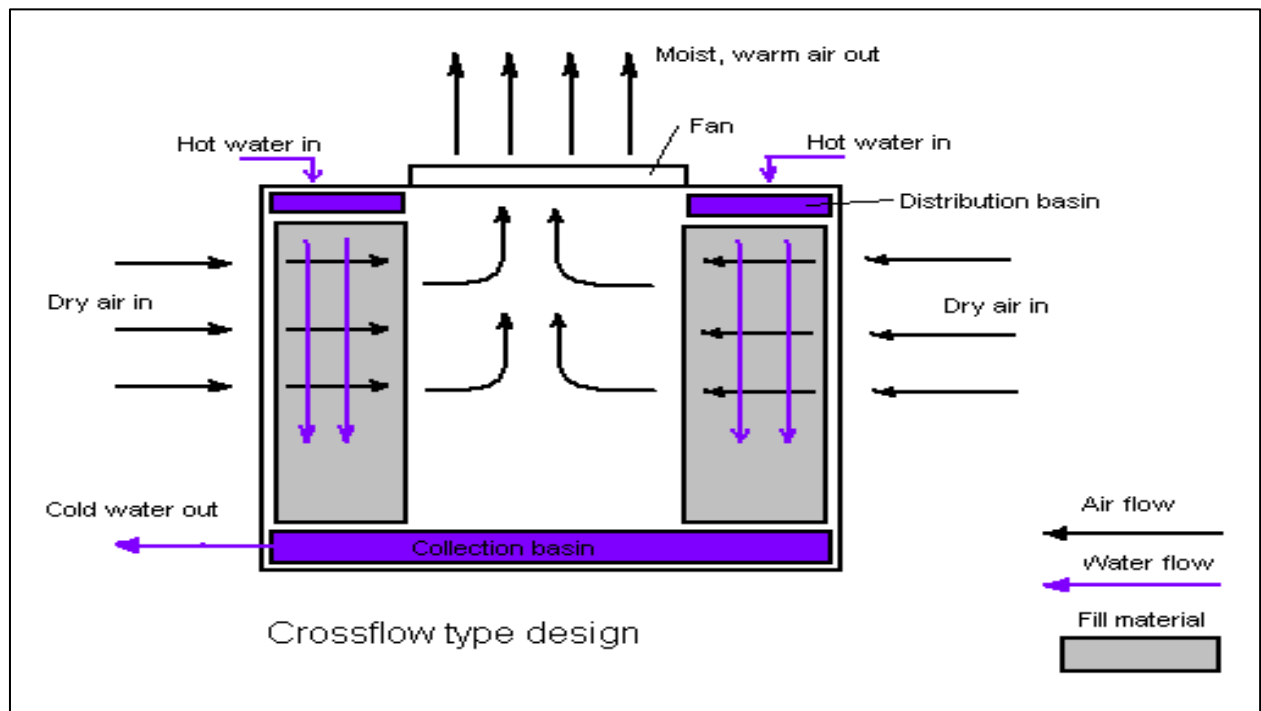 Moist, warm air out
Fan
Hot water in
Hot water in
Distribution basin
Dry air in
Dry air in
Cold water out
Collection basin
Air flow
Water flow
Fill material
Crossflow type design